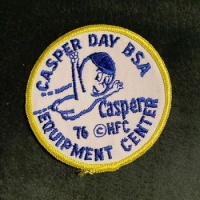 CASPER DAY BSA
Casper
76 ©HFC
EQUIPMENT CENTER